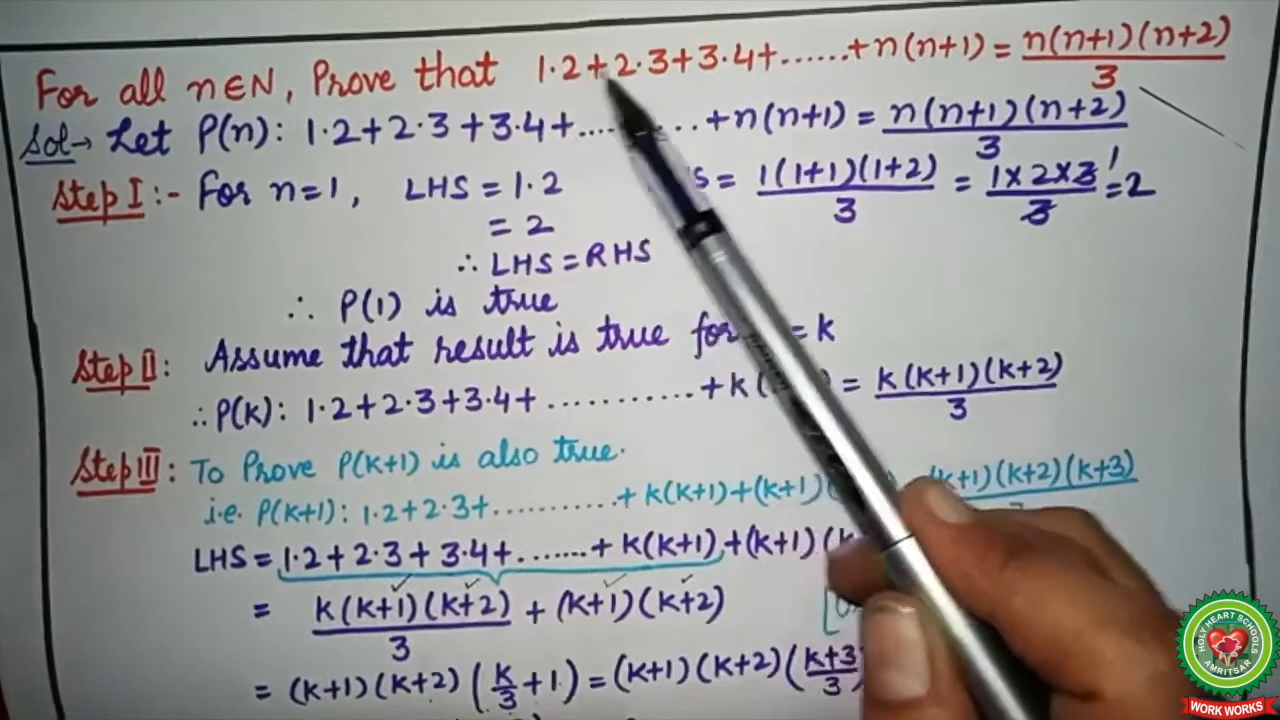 For all n∈N, Prove that 1·2+2·3+3·4+......+n(n+1) = n(n+1)(n+2)/3
Sol→ Let P(n): 1·2+2·3+3·4+..........+n(n+1) = n(n+1)(n+2)/3
Step I:- For n=1, LHS = 1·2 S = 1(1+1)(1+2)/3 = 1×2×3/3 1 = 2
= 2
∴ LHS = RHS
∴ P(1) is true
Step II: Assume that result is true for = k
∴ P(k): 1·2+2·3+3·4+...........+k( ) = k(k+1)(k+2)/3
Step III: To Prove P(k+1) is also true.
i.e. P(k+1): 1·2+2·3+...........+k(k+1)+(k+1)( (k+1)(k+2)(k+3)
LHS = 1·2+2·3+3·4+.......+k(k+1)+(k+1)(k
= k(k+1)(k+2)/3 + (k+1)(k+2)
= (k+1)(k+2)(k/3+1) = (k+1)(k+2)(k+3/3)
HOLY HEART SCHOOLS
AMRITSAR
WORK WORKS